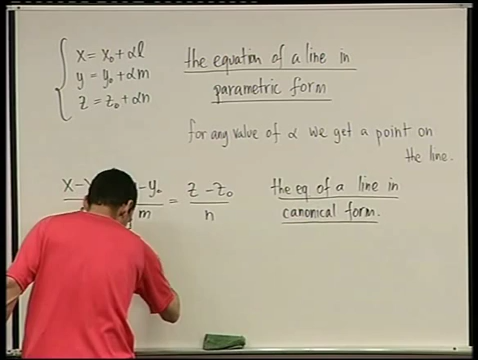 x = x₀ + αl
the equation of a line in
y = y₀ + αm
parametric form
z = z₀ + αn
for any value of α we get a point on
the line.
x - - y₀ = z - z₀ the eq of a line in
m n canonical form.